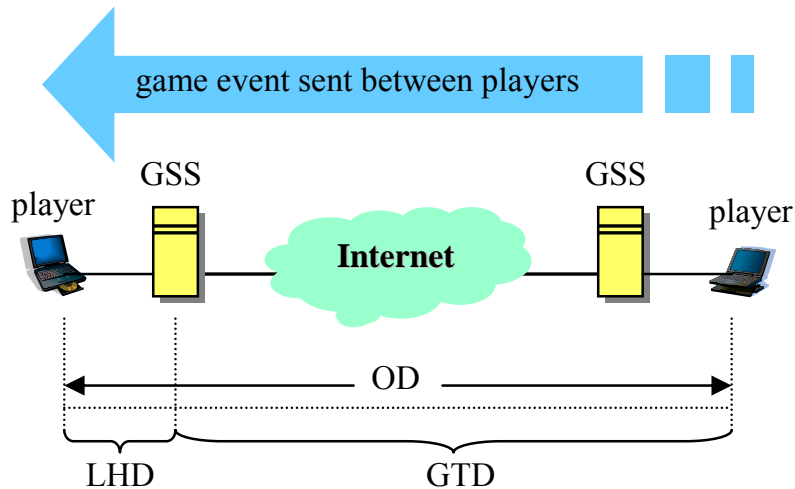 game event sent between players
GSS
GSS
player
player
Internet
OD
LHD
GTD